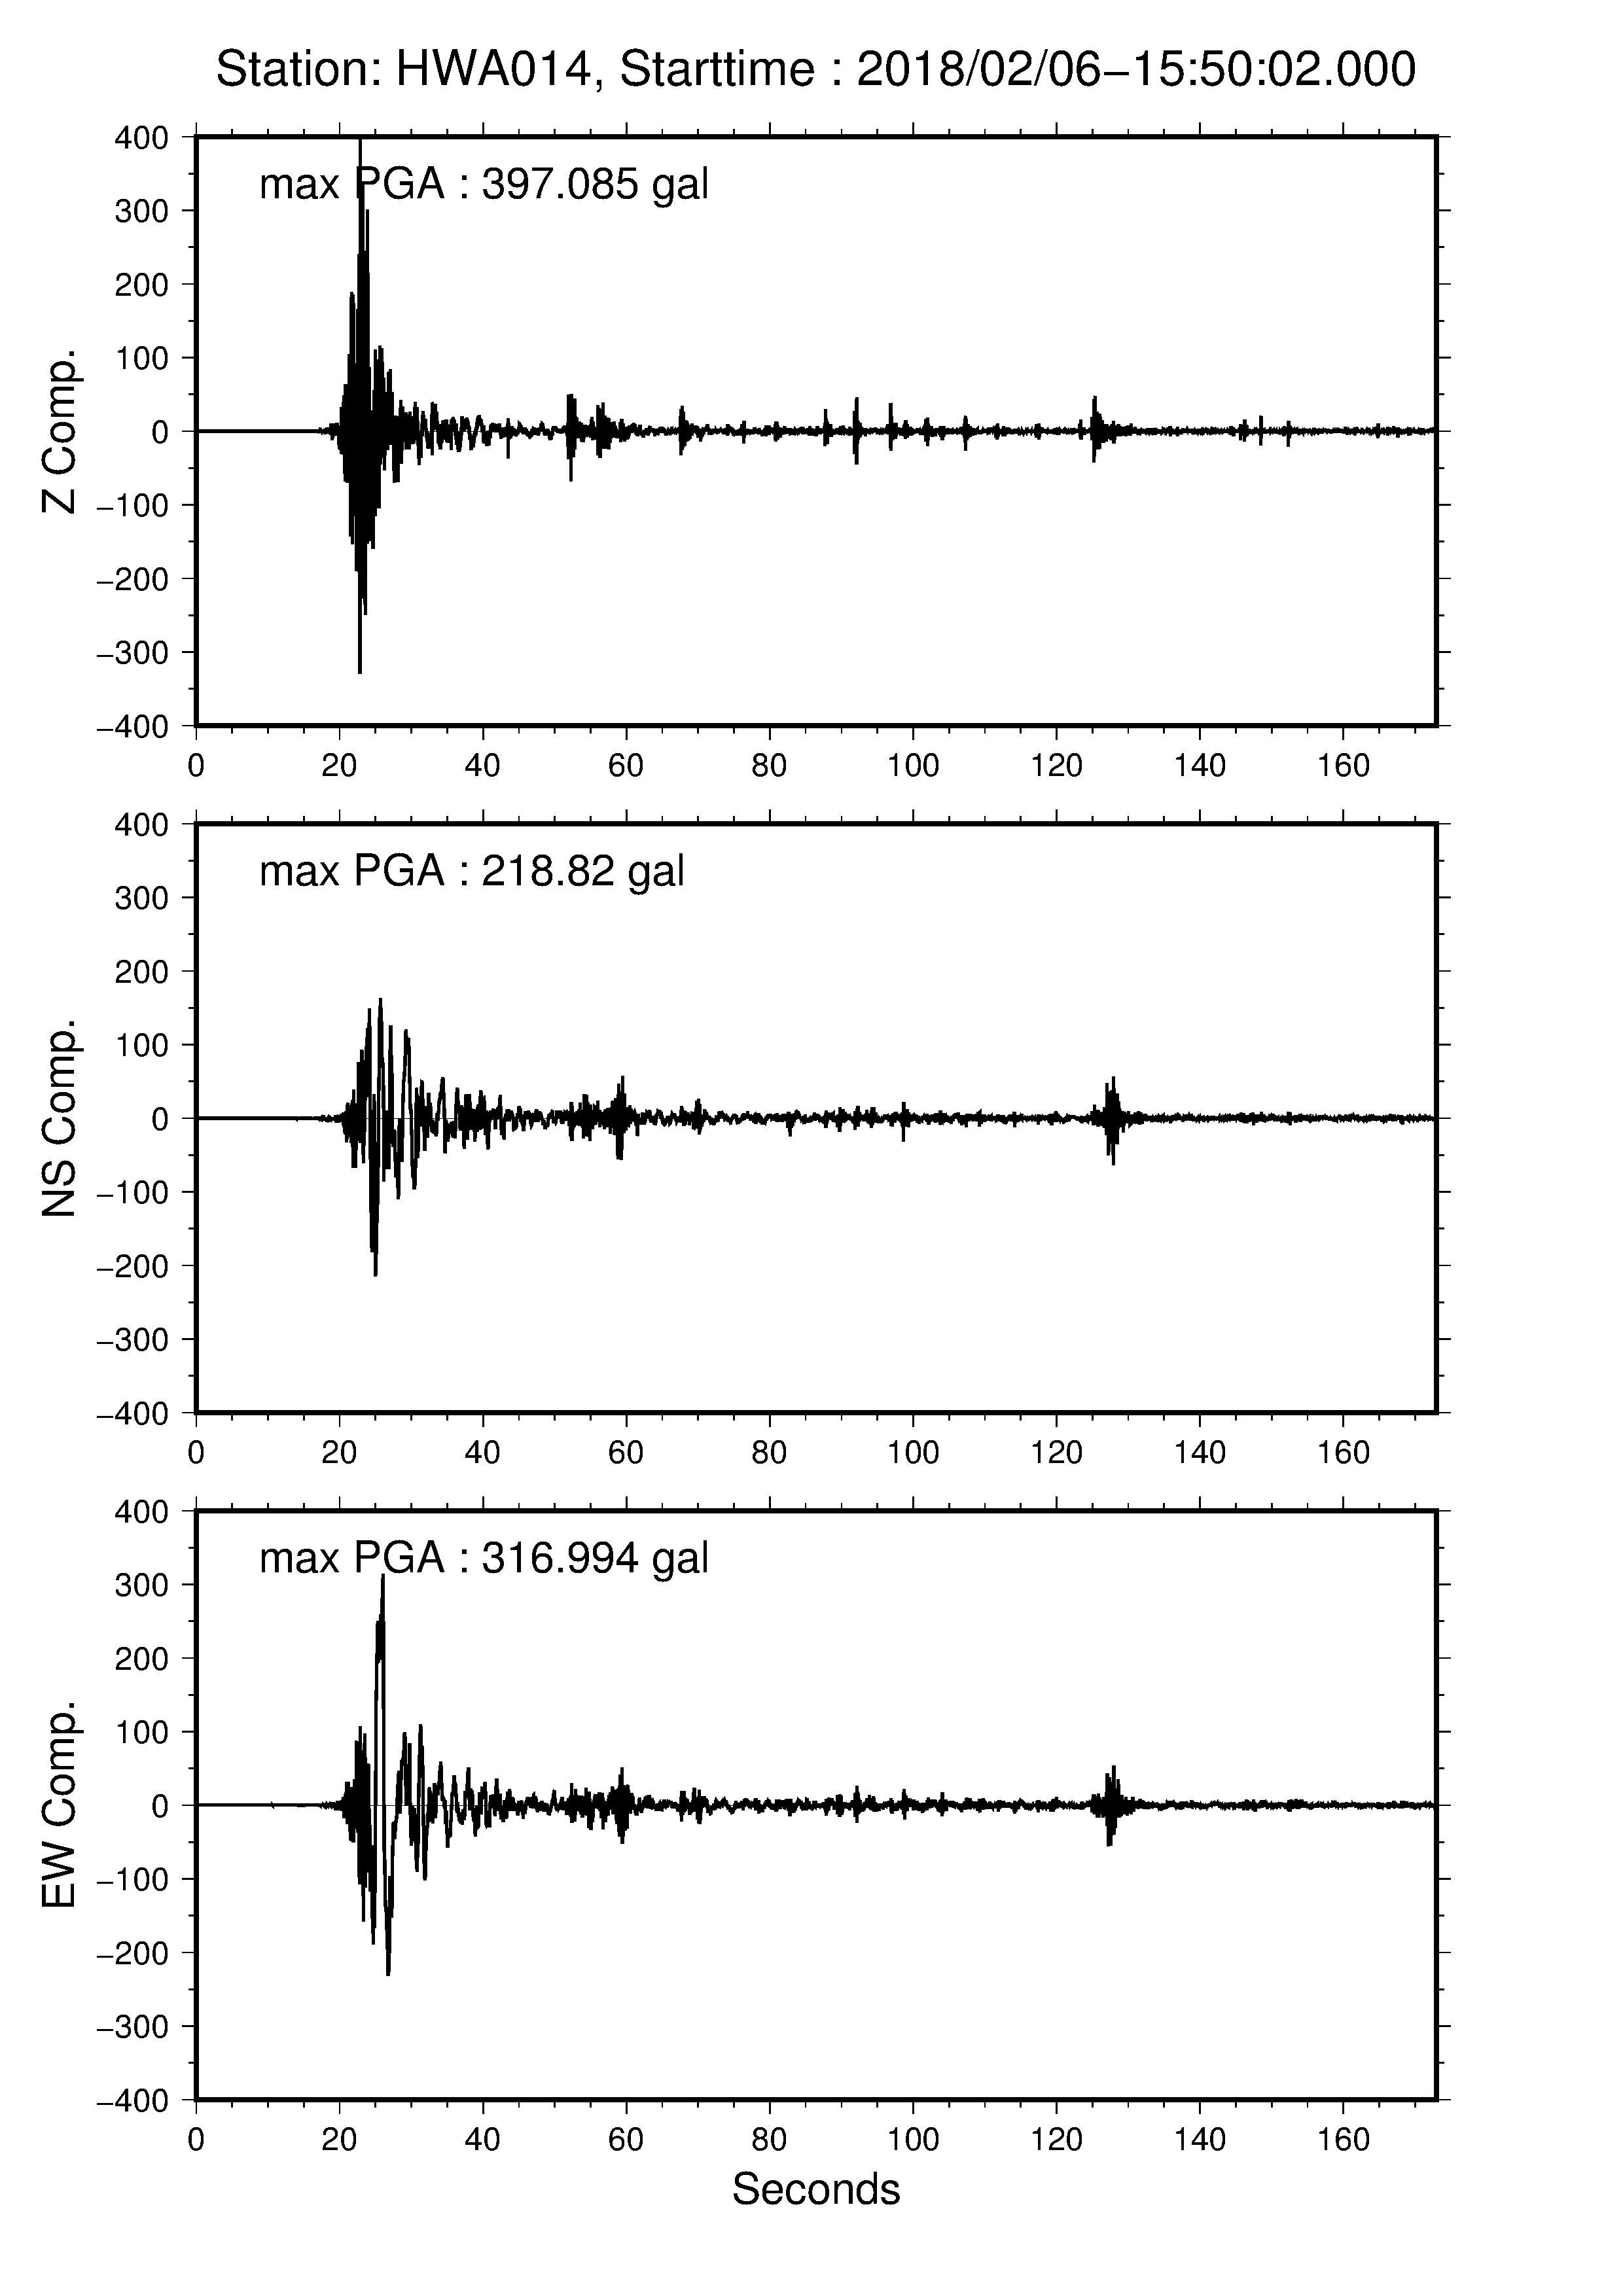 Station: HWA014, Starttime : 2018/02/06−15:50:02.000
400
300
200
100
0
−100
−200
−300
−400
Z Comp.
max PGA : 397.085 gal
0 20 40 60 80 100 120 140 160
400
300
200
100
0
−100
−200
−300
−400
NS Comp.
max PGA : 218.82 gal
0 20 40 60 80 100 120 140 160
400
300
200
100
0
−100
−200
−300
−400
EW Comp.
max PGA : 316.994 gal
0 20 40 60 80 100 120 140 160
Seconds